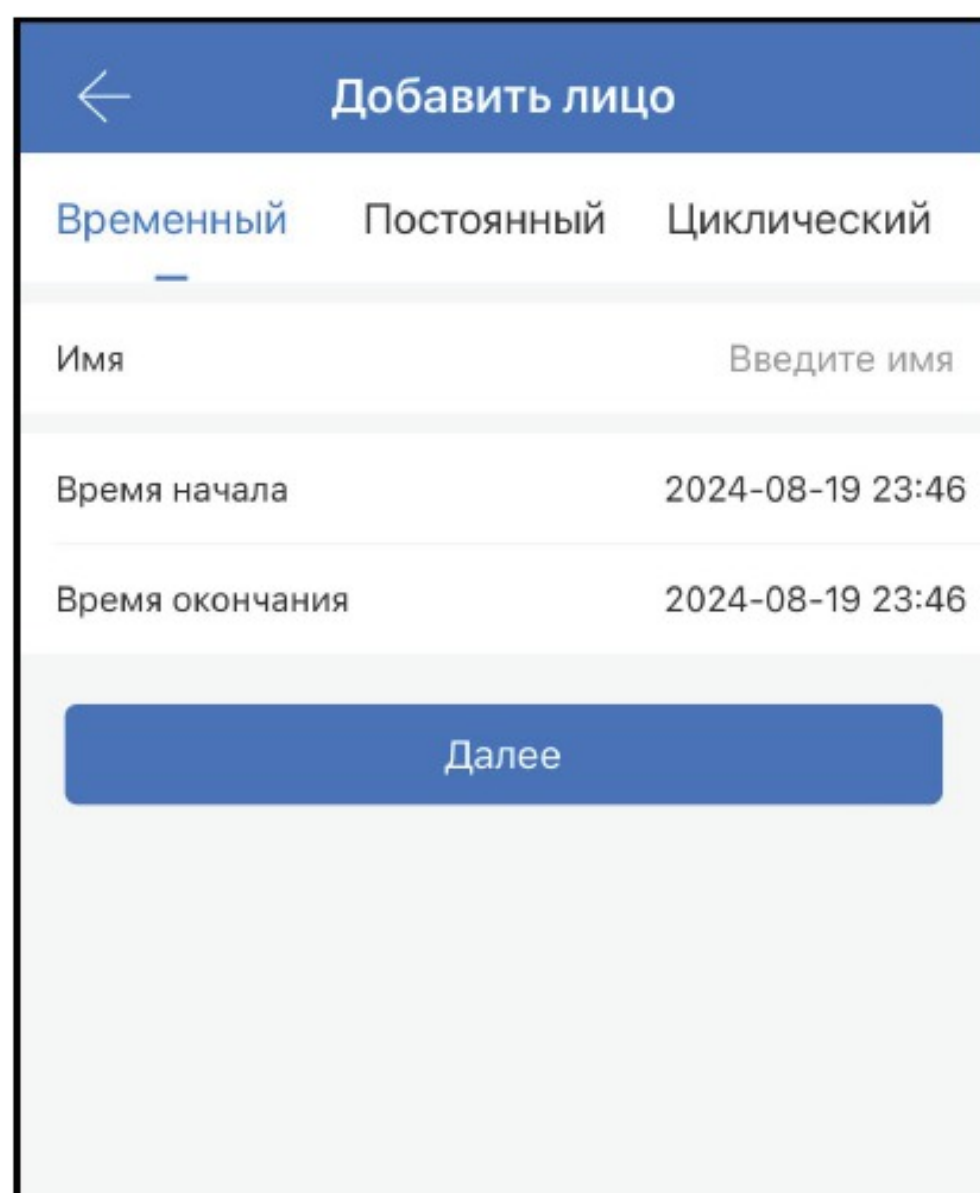 Добавить лицо
Временный Постоянный Циклический
Имя Введите имя
Время начала 2024-08-19 23:46
Время окончания 2024-08-19 23:46
Далее